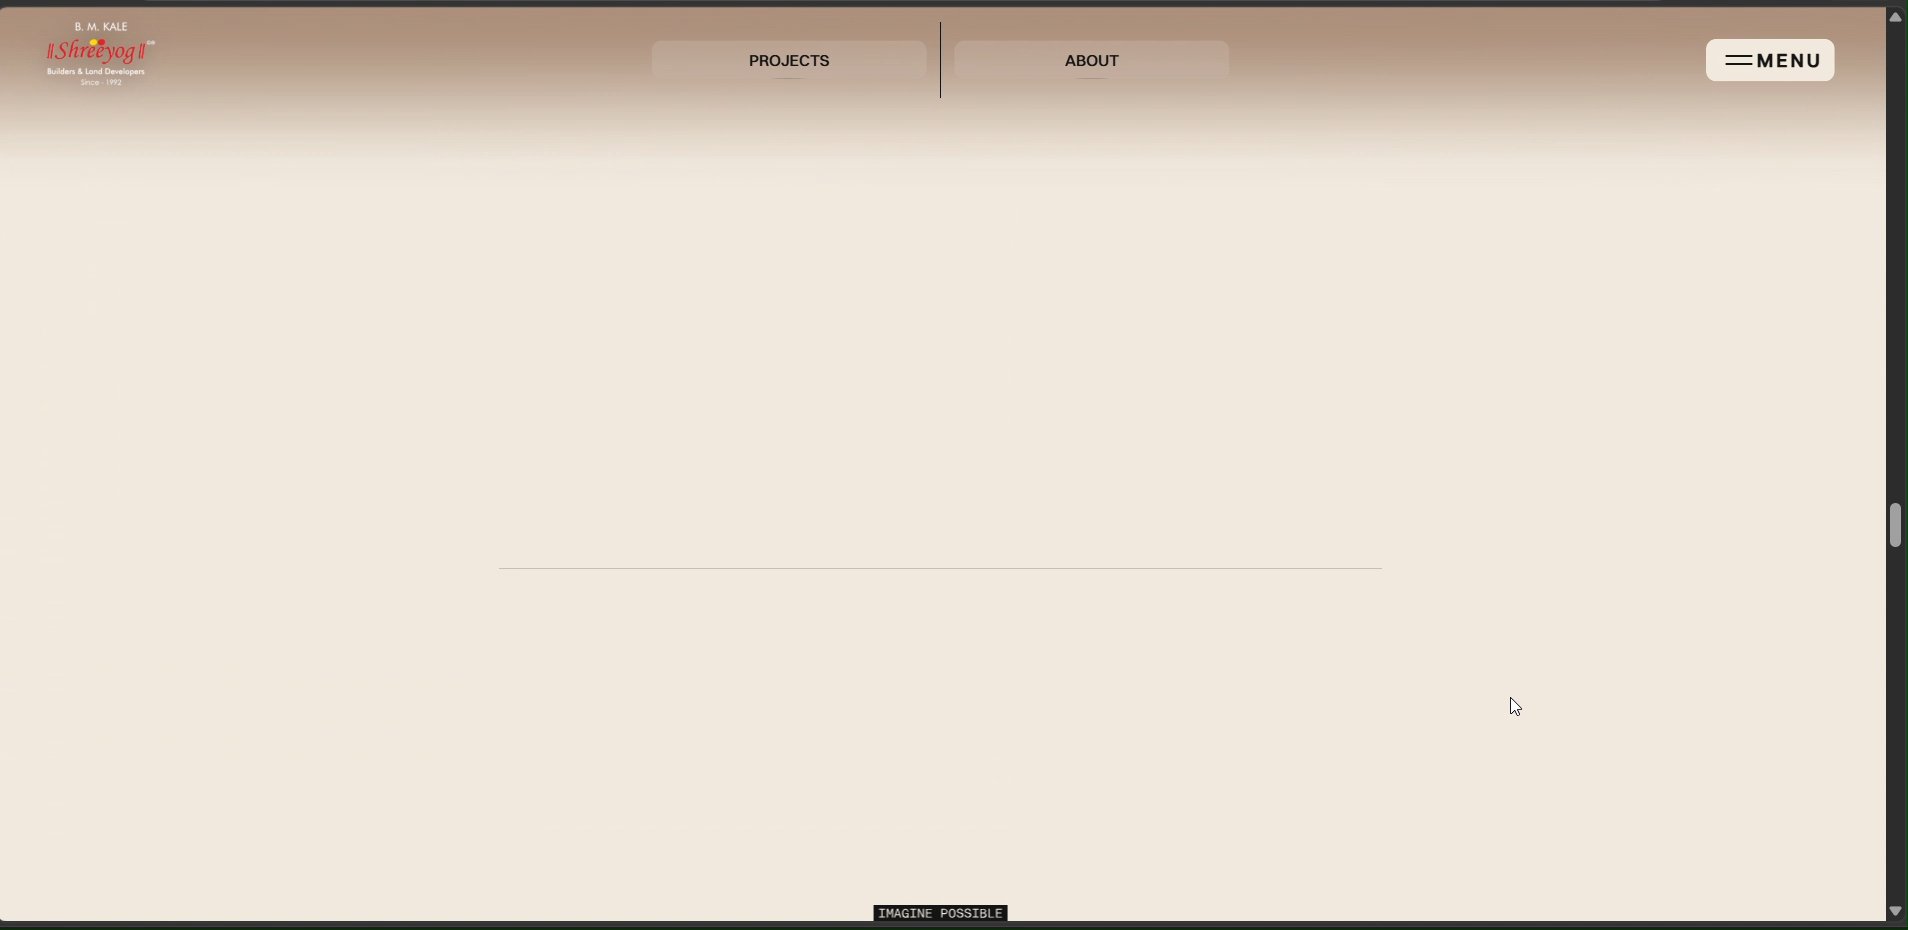 B. M. KALE
||Shreeyog||
Builders & Land Developers
Since - 1992
PROJECTS
ABOUT
MENU
IMAGINE POSSIBLE